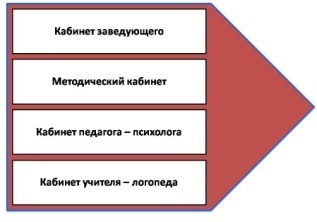 Кабинет заведующего
Методический кабинет
Кабинет педагога – психолога
Кабинет учителя – логопеда